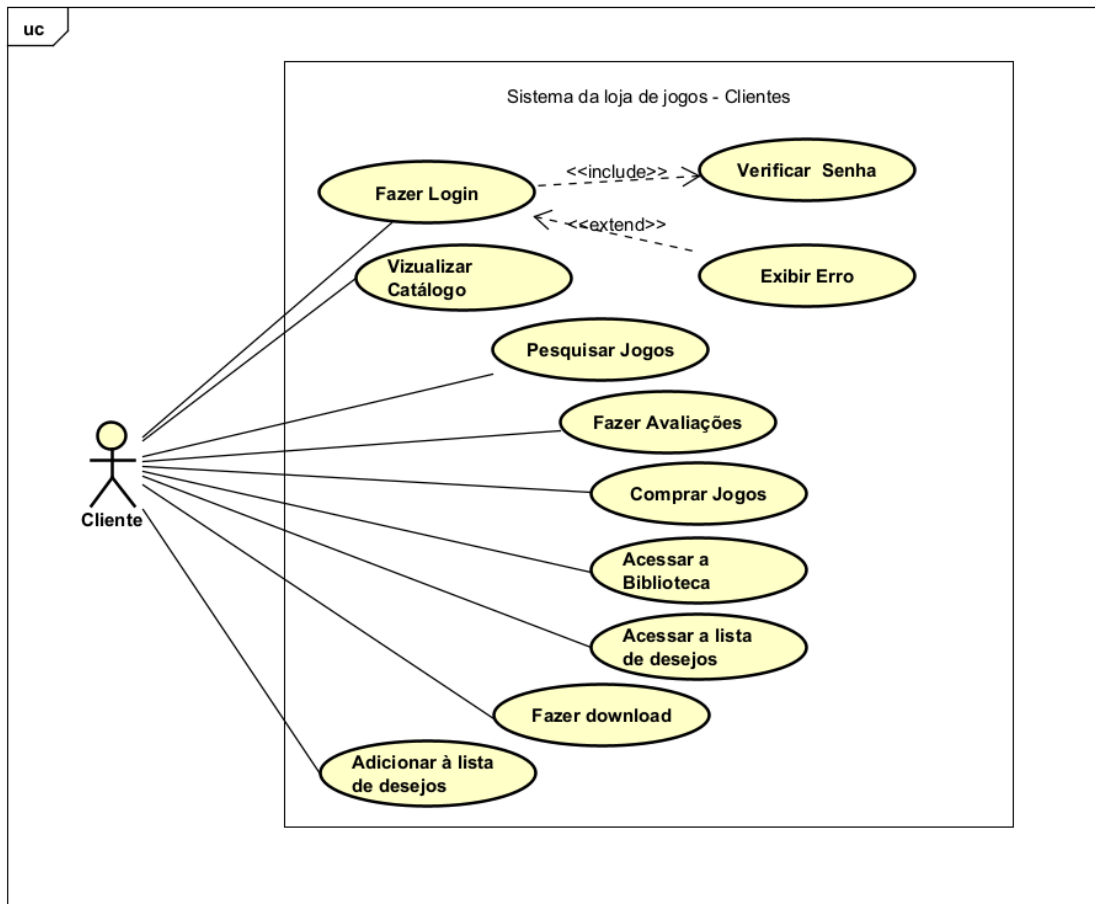 uc
Sistema da loja de jogos - Clientes
Fazer Login
<<include>>
Verificar Senha
<<extend>>
Exibir Erro
Vizualizar
Catálogo
Pesquisar Jogos
Fazer Avaliações
Comprar Jogos
Cliente
Acessar a
Biblioteca
Acessar a lista
de desejos
Fazer download
Adicionar à lista
de desejos